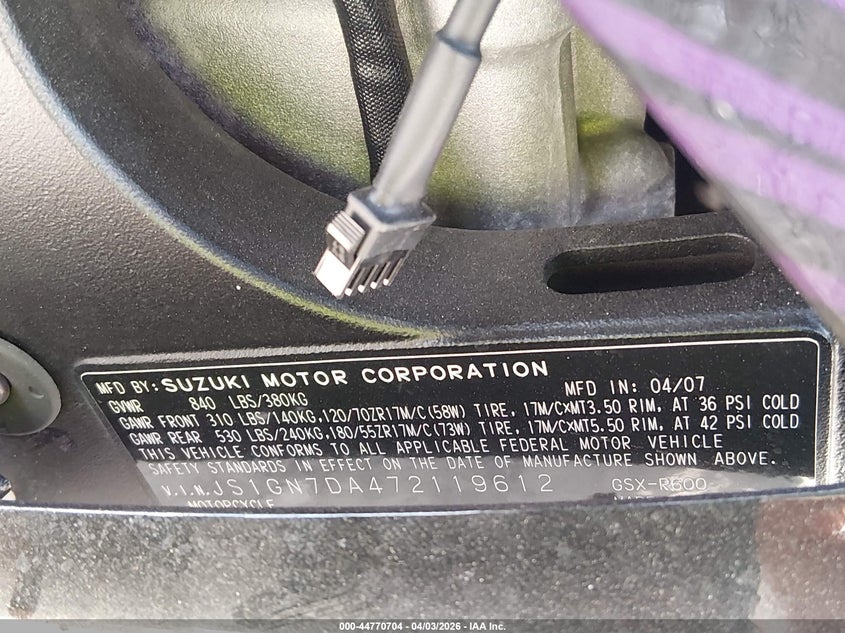 MFD BY: SUZUKI MOTOR CORPORATION MFD IN: 04/07
GVWR 840 LBS/380KG
GAWR FRONT 310 LBS/140KG,120/70ZR17M/C(58W) TIRE, 17M/C×MT3.50 RIM, AT 36 PSI COLD
GAWR REAR 530 LBS/240KG,180/55ZR17M/C(73W) TIRE, 17M/C×MT5.50 RIM, AT 42 PSI COLD
THIS VEHICLE CONFORMS TO ALL APPLICABLE FEDERAL MOTOR VEHICLE
SAFETY STANDARDS IN EFFECT ON THE DATE OF MANUFACTURE SHOWN ABOVE.
V.I.N.JS1GN7DA472119612 GSX-R600
MOTORCYCLE
000-44770704 - 04/03/2026 - IAA Inc.